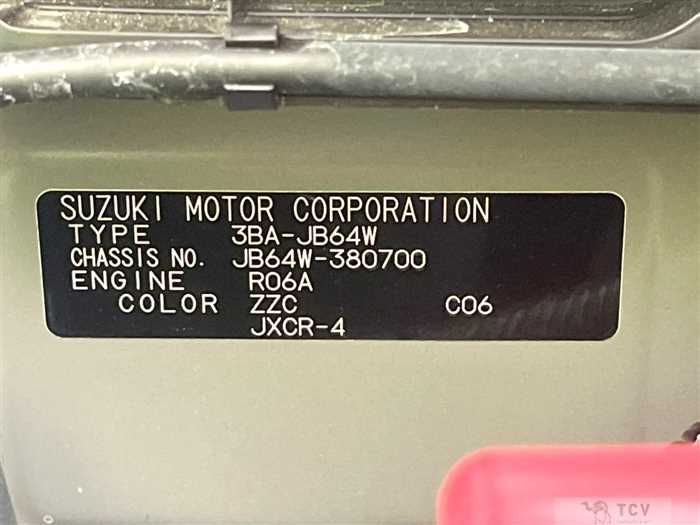 SUZUKI MOTOR CORPORATION
TYPE 3BA-JB64W
CHASSIS NO. JB64W-380700
ENGINE R06A
COLOR ZZC C06
JXCR-4
TCV